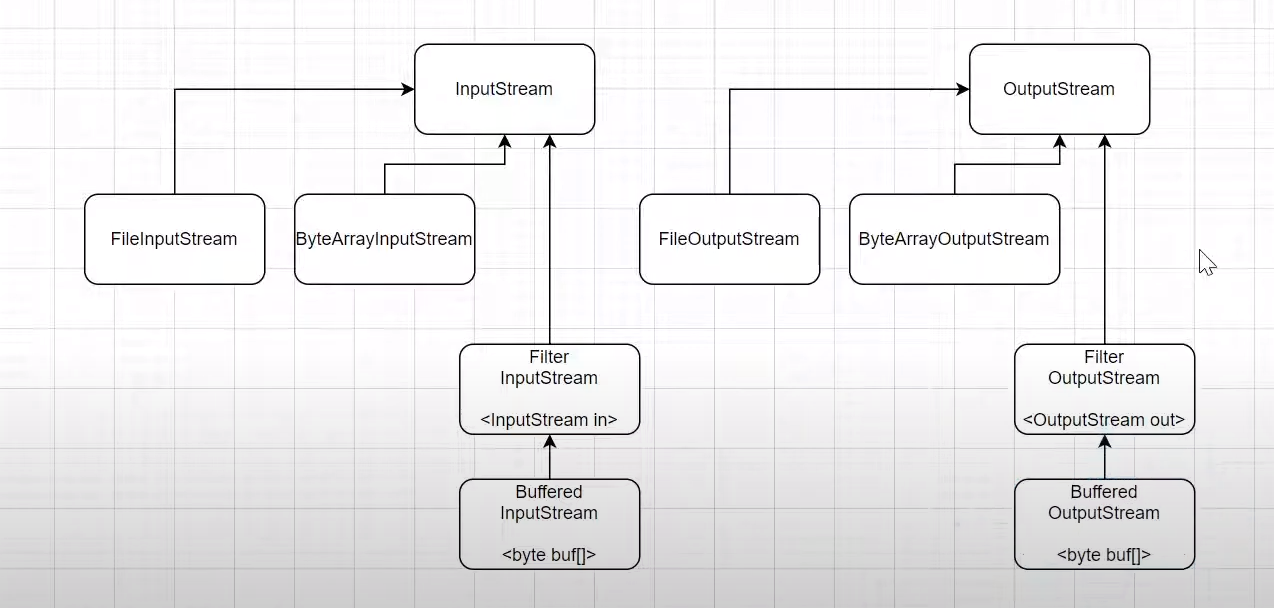 InputStream
OutputStream
FileInputStream
ByteArrayInputStream
FileOutputStream
ByteArrayOutputStream
Filter
InputStream
<InputStream in>
Filter
OutputStream
<OutputStream out>
Buffered
InputStream
<byte buf[]>
Buffered
OutputStream
<byte buf[]>